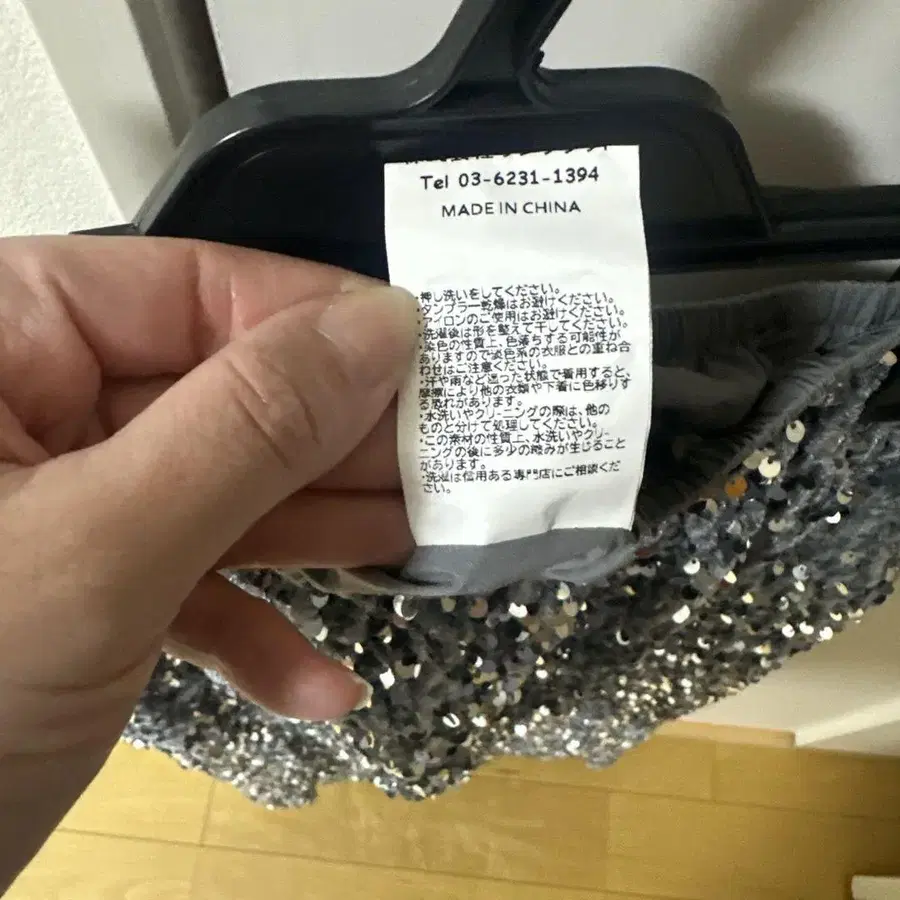 Tel 03-6231-1394
MADE IN CHINA
・押し洗いをしてください。
・タンブラー乾燥はお避けください。
・アイロンのご使用はお避けください。
・洗濯後は形を整えて干してください。
・染色の性質上、色落ちする可能性が
ありますので淡色系の衣服との重ね合
わせはご注意ください。
・汗や雨など湿った状態で着用すると、
摩擦により他の衣類や下着に色移りす
る恐れがあります。
・水洗いやクリーニングの際は、他の
ものと分けて処理してください。
・この素材の性質上、水洗いやクリー
ニングの後に多少の縮みが生じること
があります。
・洗濯は信用ある専門店にご相談くだ
さい。